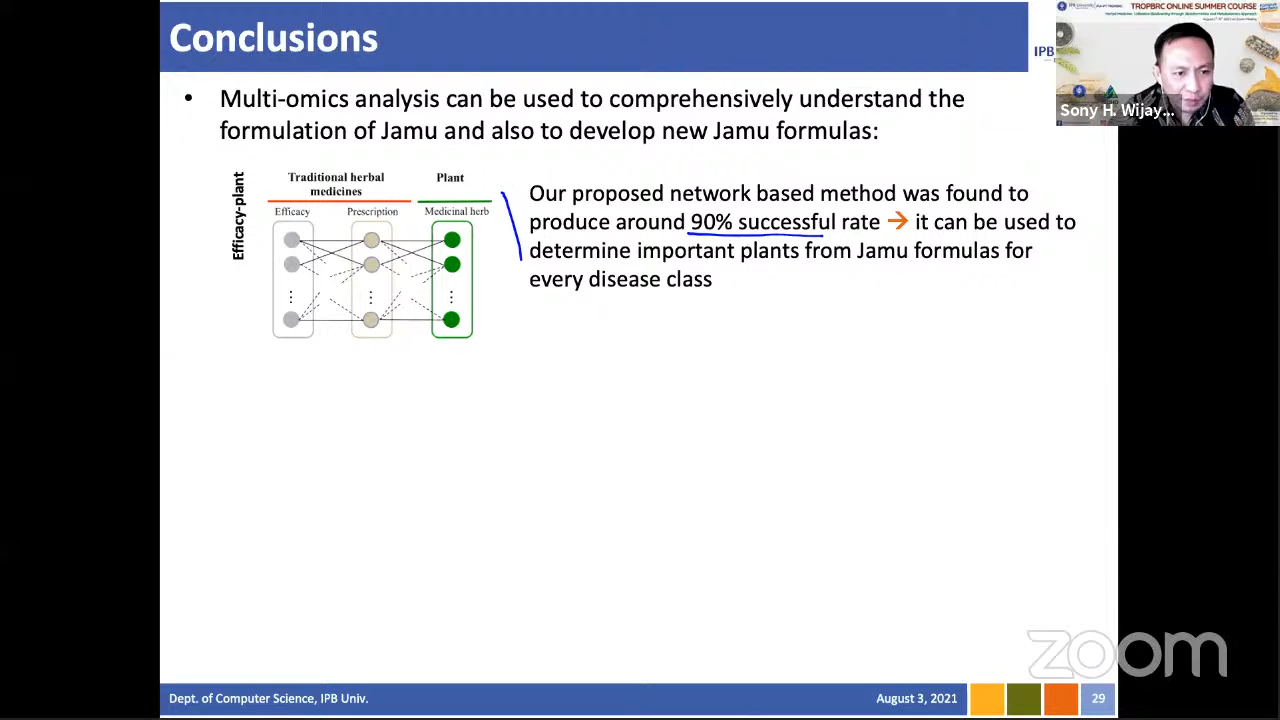 Conclusions
IPB
IPB University
TROPBRC ONLINE SUMMER COURSE
Sony H. Wijay...
• Multi-omics analysis can be used to comprehensively understand the
formulation of Jamu and also to develop new Jamu formulas:
Efficacy-plant
Traditional herbal
medicines
Plant
Efficacy
Prescription
Medicinal herb
Our proposed network based method was found to
produce around 90% successful rate → it can be used to
determine important plants from Jamu formulas for
every disease class
zoom
Dept. of Computer Science, IPB Univ.
August 3, 2021
29